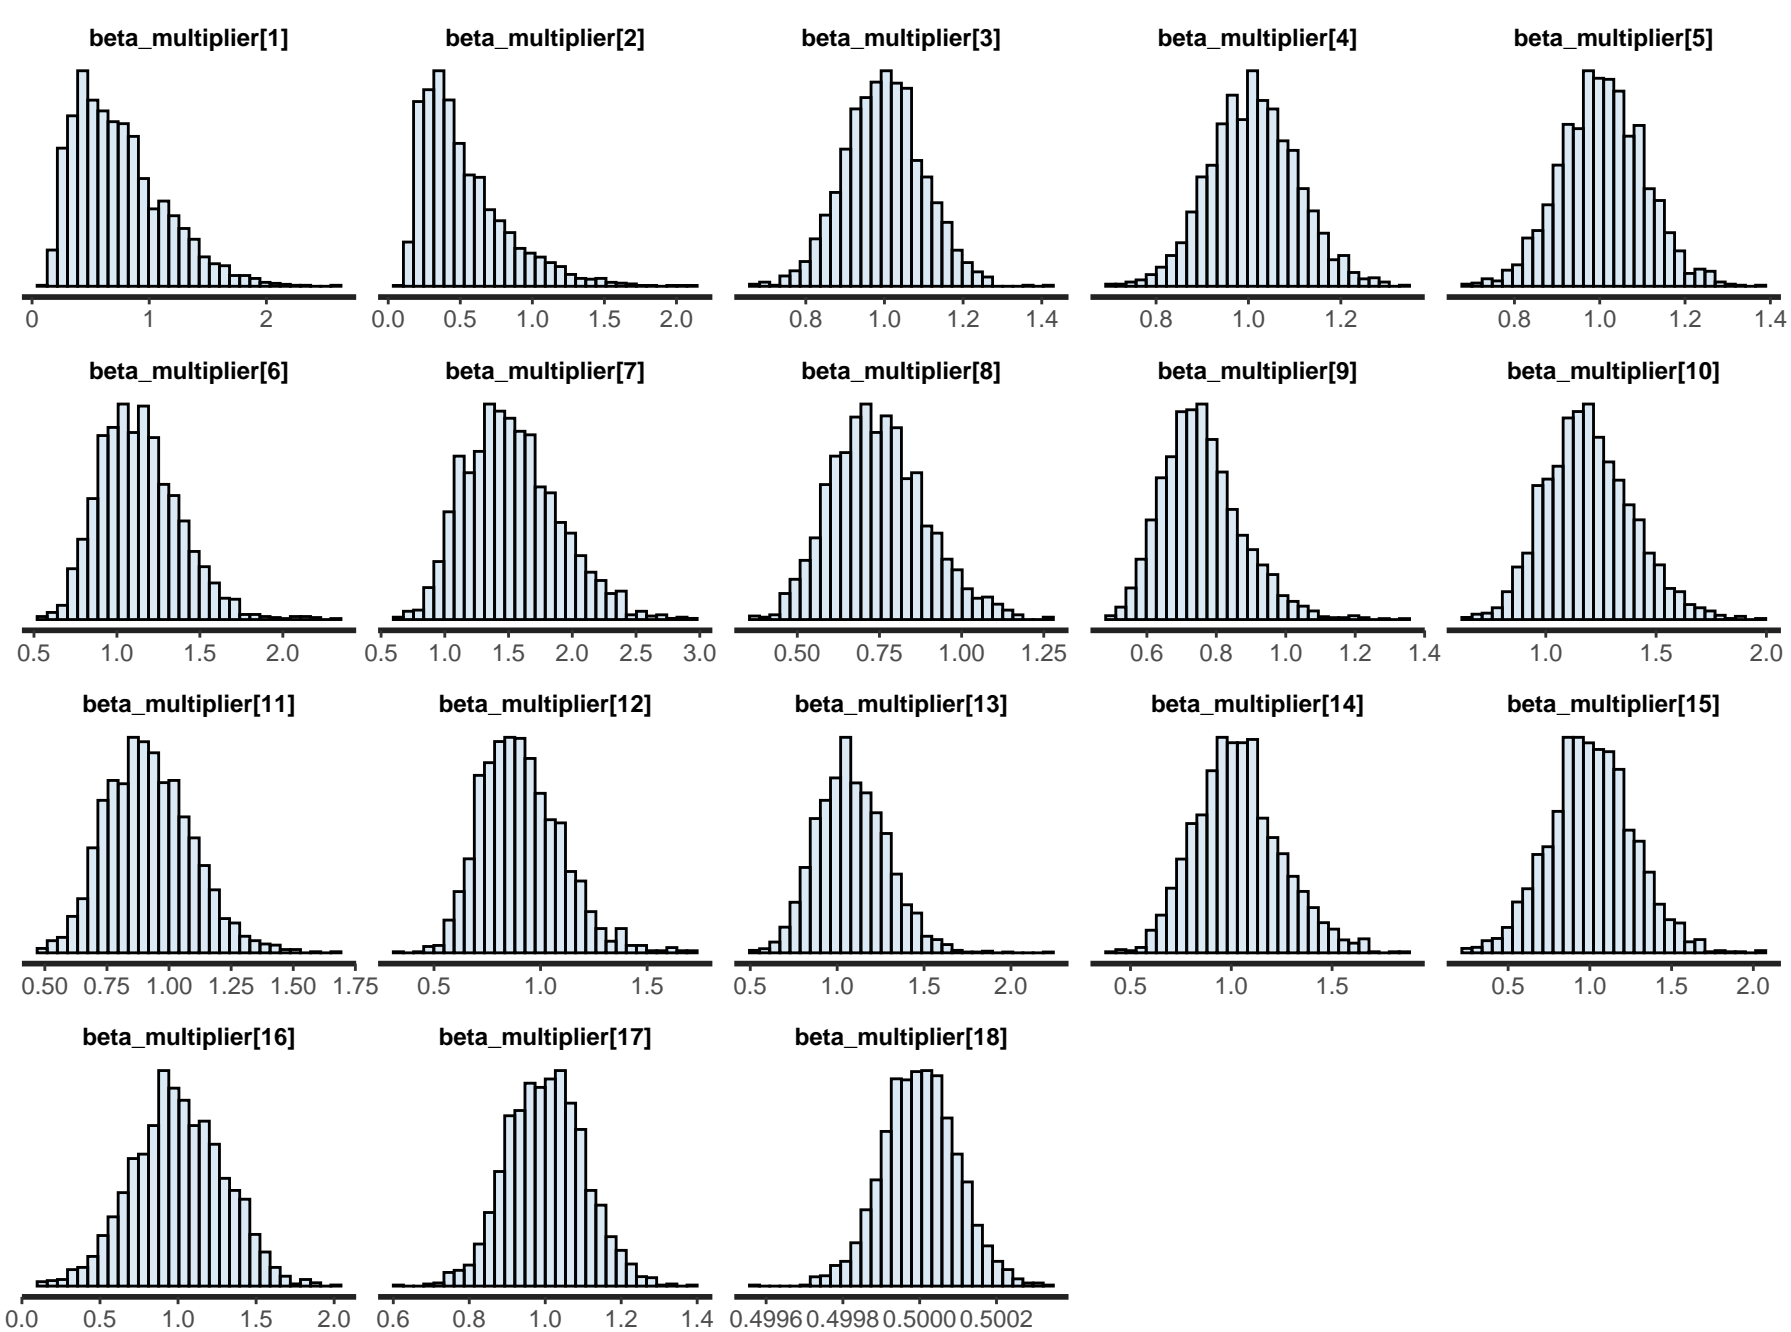 beta_multiplier[1] beta_multiplier[2] beta_multiplier[3] beta_multiplier[4] beta_multiplier[5]
0 1 2 0.0 0.5 1.0 1.5 2.0 0.8 1.0 1.2 1.4 0.8 1.0 1.2 0.8 1.0 1.2 1.4
beta_multiplier[6] beta_multiplier[7] beta_multiplier[8] beta_multiplier[9] beta_multiplier[10]
0.5 1.0 1.5 2.0 0.5 1.0 1.5 2.0 2.5 3.0 0.50 0.75 1.00 1.25 0.6 0.8 1.0 1.2 1.4 1.0 1.5 2.0
beta_multiplier[11] beta_multiplier[12] beta_multiplier[13] beta_multiplier[14] beta_multiplier[15]
0.50 0.75 1.00 1.25 1.50 1.75 0.5 1.0 1.5 0.5 1.0 1.5 2.0 0.5 1.0 1.5 0.5 1.0 1.5 2.0
beta_multiplier[16] beta_multiplier[17] beta_multiplier[18]
0.0 0.5 1.0 1.5 2.0 0.6 0.8 1.0 1.2 1.4 0.4996 0.4998 0.5000 0.5002